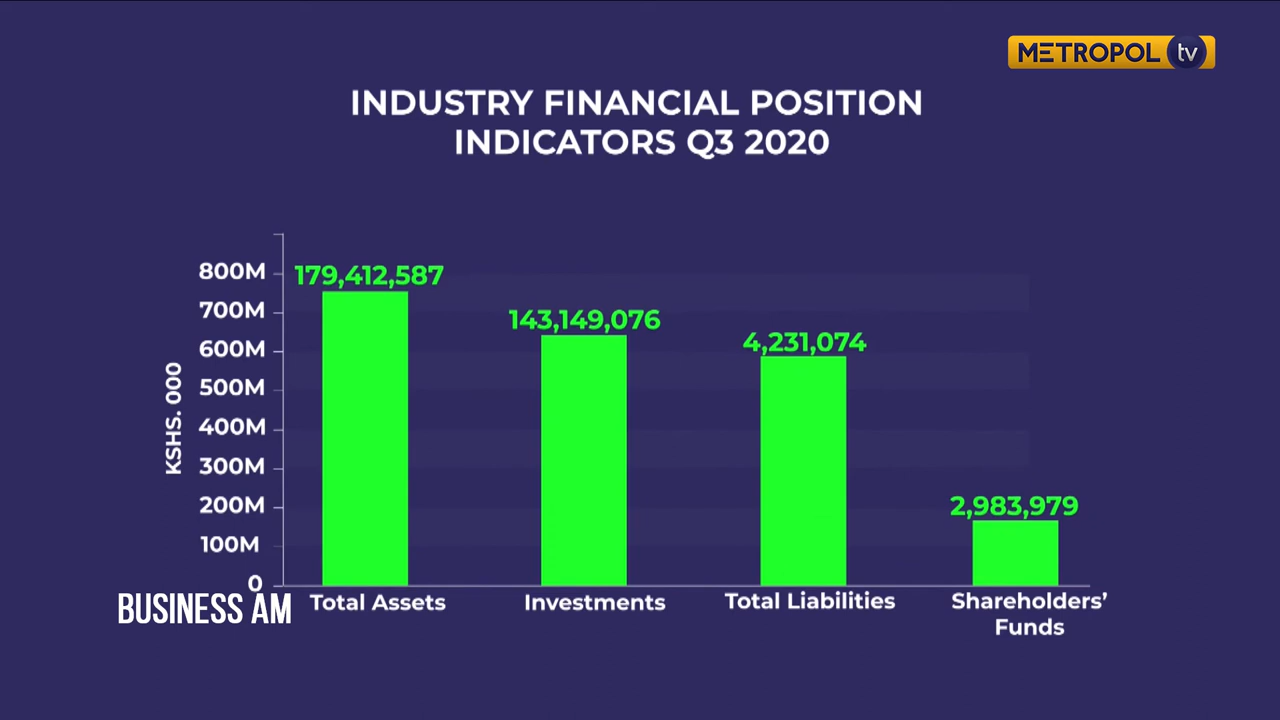 METROPOL tv
INDUSTRY FINANCIAL POSITION
INDICATORS Q3 2020
KSHS. 000
800M
700M
600M
500M
400M
300M
200M
100M
0
179,412,587
143,149,076
4,231,074
2,983,979
Total Assets
Investments
Total Liabilities
Shareholders’
Funds
BUSINESS AM